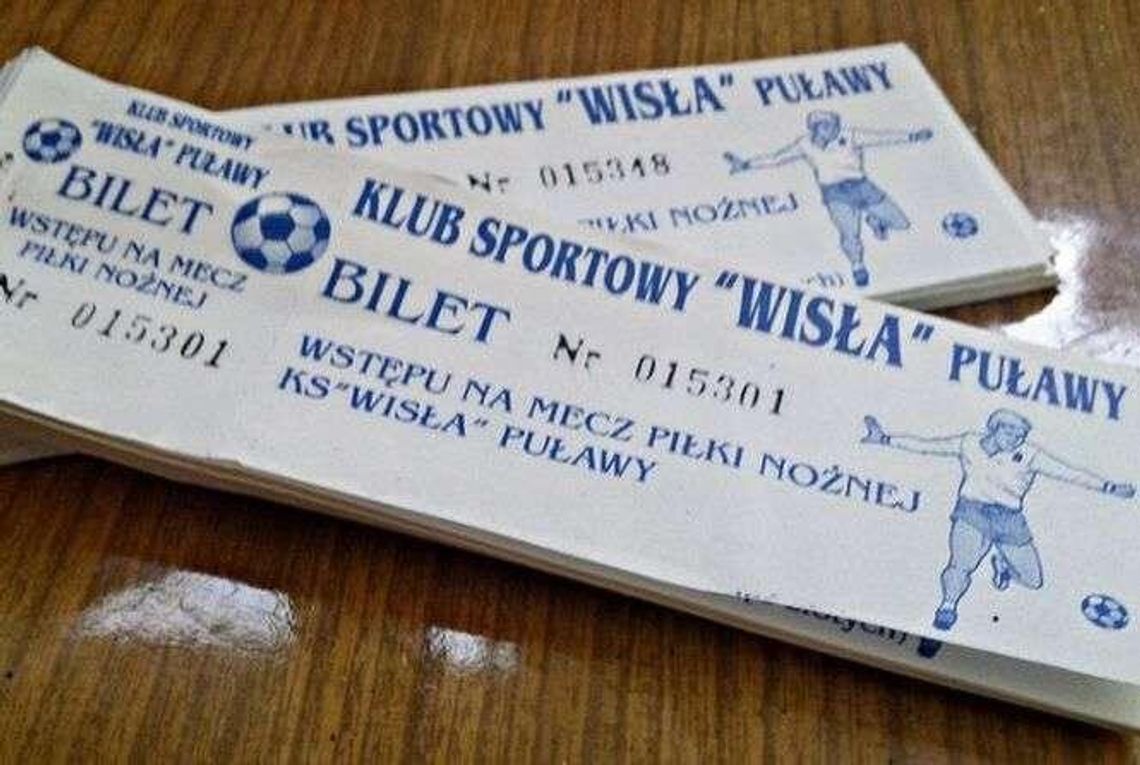 KLUB SPORTOWY
"WISŁA" PUŁAWY
BILET
WSTĘPU NA MECZ
PIŁKI NOŻNEJ
Nr 015301
KLUB SPORTOWY "WISŁA" PUŁAWY
BILET Nr 015301
WSTĘPU NA MECZ PIŁKI NOŻNEJ
KS"WISŁA" PUŁAWY
SPORTOWY "WISŁA" PUŁAWY
Nr 015348
PIŁKI NOŻNEJ